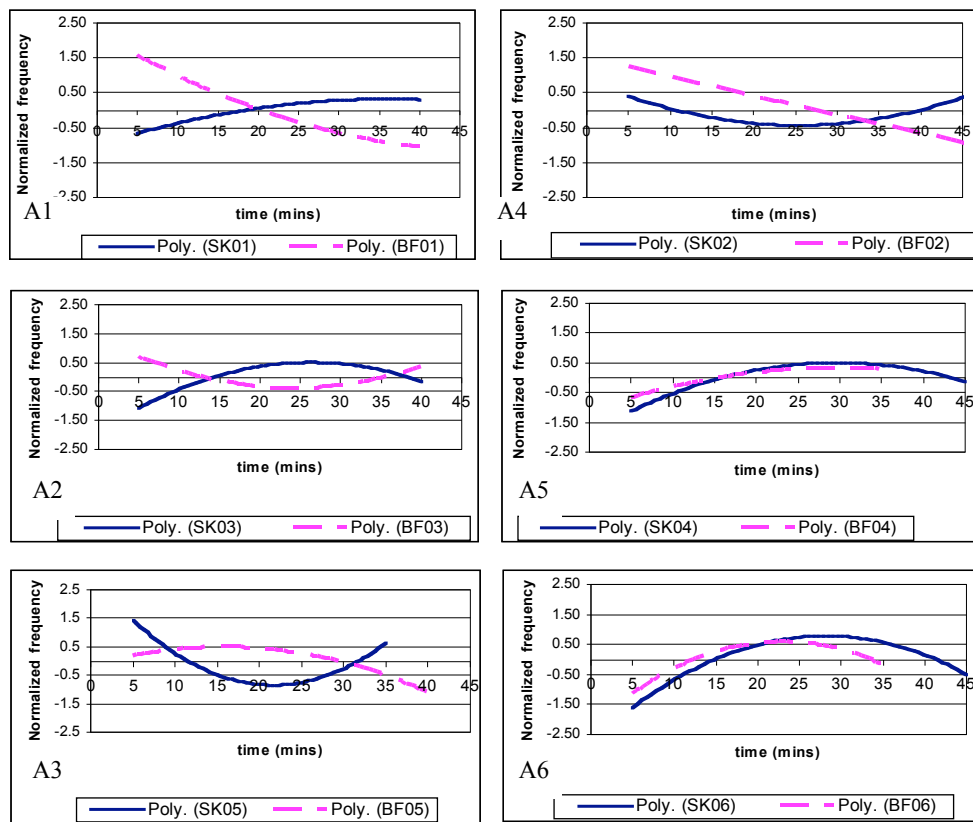 Normalized frequency
2.50
1.50
0.50
-0.50
-1.50
-2.50
0 5 10 15 20 25 30 35 40 45
time (mins)
A1
Poly. (SK01) Poly. (BF01)
Normalized frequency
2.50
1.50
0.50
-0.50
-1.50
-2.50
0 5 10 15 20 25 30 35 40 45
time (mins)
A4
Poly. (SK02) Poly. (BF02)
Normalized frequency
2.50
1.50
0.50
-0.50
-1.50
-2.50
0 5 10 15 20 25 30 35 40 45
time (mins)
A2
Poly. (SK03) Poly. (BF03)
Normalized frequency
2.50
1.50
0.50
-0.50
-1.50
-2.50
0 5 10 15 20 25 30 35 40 45
time (mins)
A5
Poly. (SK04) Poly. (BF04)
Normalized frequency
2.5
1.5
0.5
-0.5
-1.5
-2.5
0 5 10 15 20 25 30 35 40 45
time (mins)
A3
Poly. (SK05) Poly. (BF05)
Normalized frequency
2.50
1.50
0.50
-0.50
-1.50
-2.50
0 5 10 15 20 25 30 35 40 45
time (mins)
A6
Poly. (SK06) Poly. (BF06)